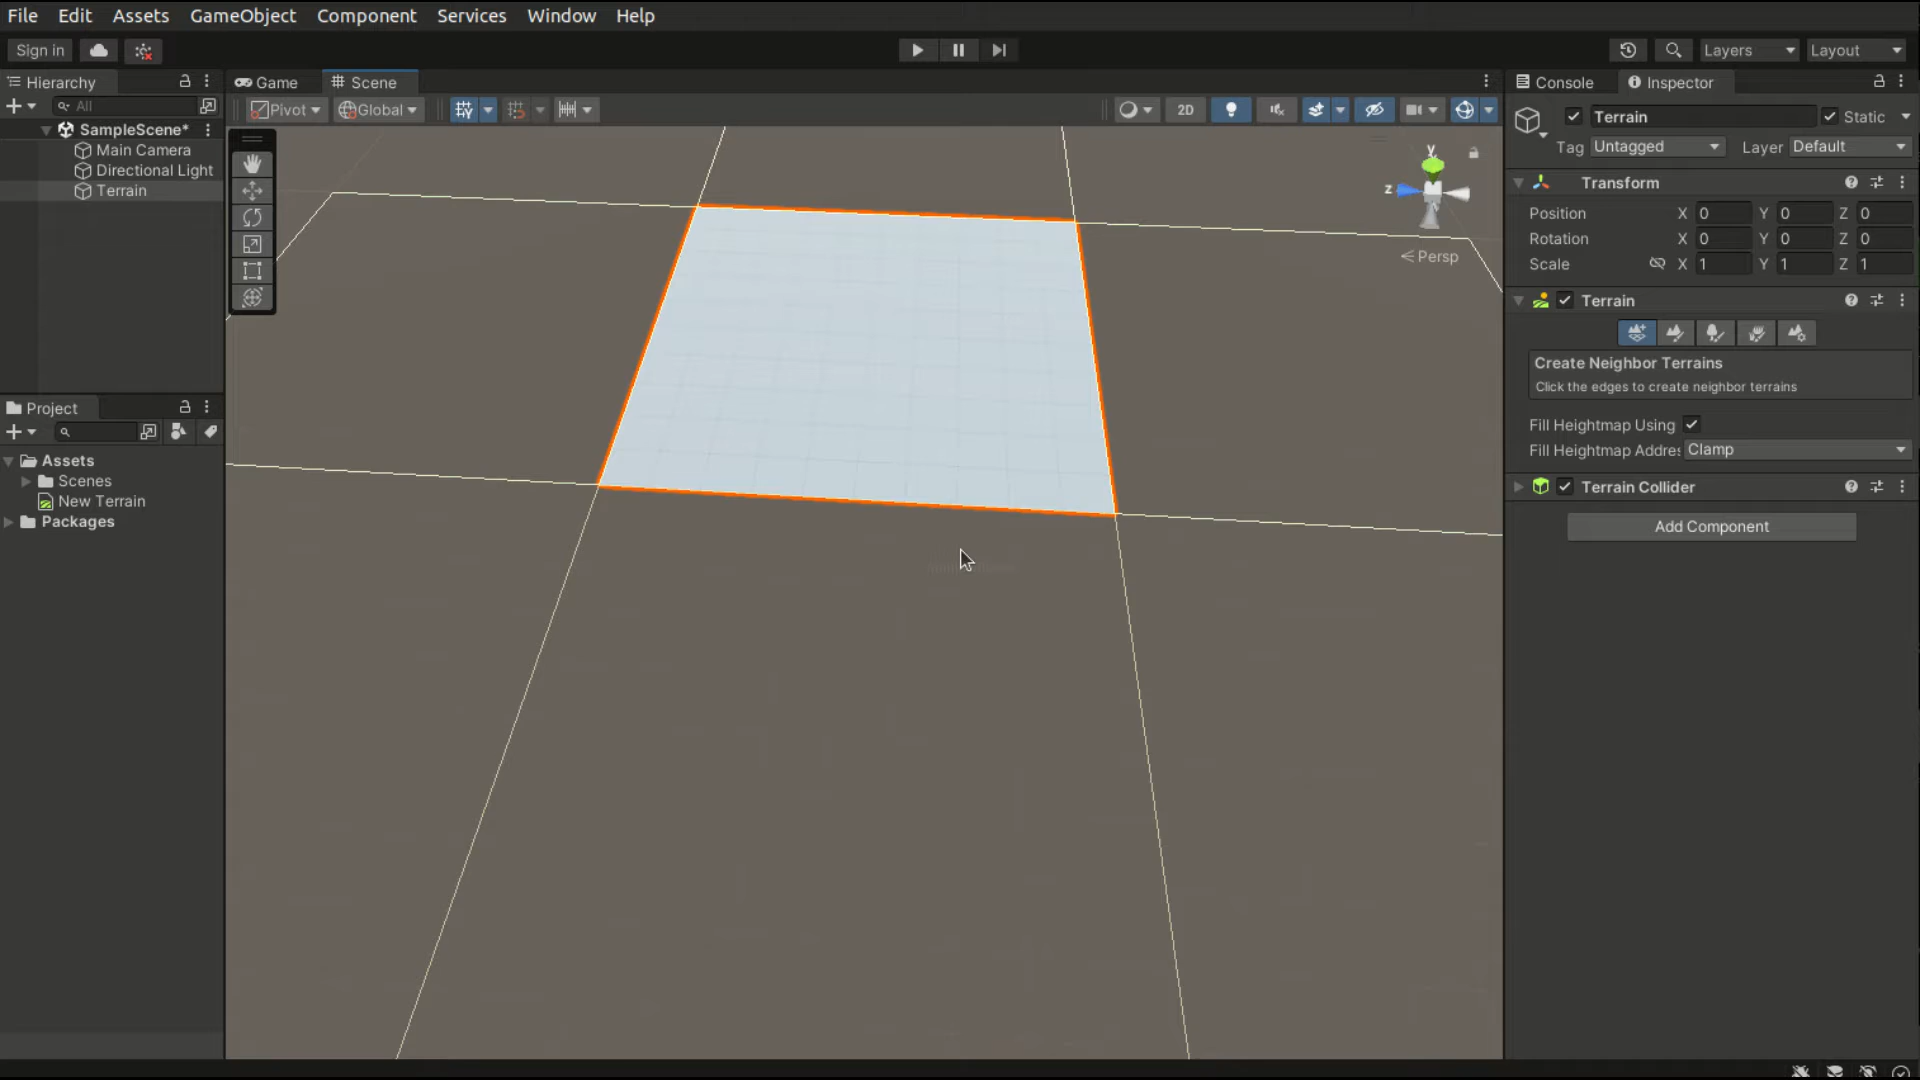 File Edit Assets GameObject Component Services Window Help
Sign in Layers Layout
Hierarchy
All
SampleScene*
Main Camera
Directional Light
Terrain
Project
Assets
Scenes
New Terrain
Packages
Game Scene
Pivot Global 2D
y
z
Persp
Console Inspector
Terrain Static
Tag Untagged Layer Default
Transform
Position X 0 Y 0 Z 0
Rotation X 0 Y 0 Z 0
Scale X 1 Y 1 Z 1
Terrain
Create Neighbor Terrains
Click the edges to create neighbor terrains
Fill Heightmap Using
Fill Heightmap Addres Clamp
Terrain Collider
Add Component